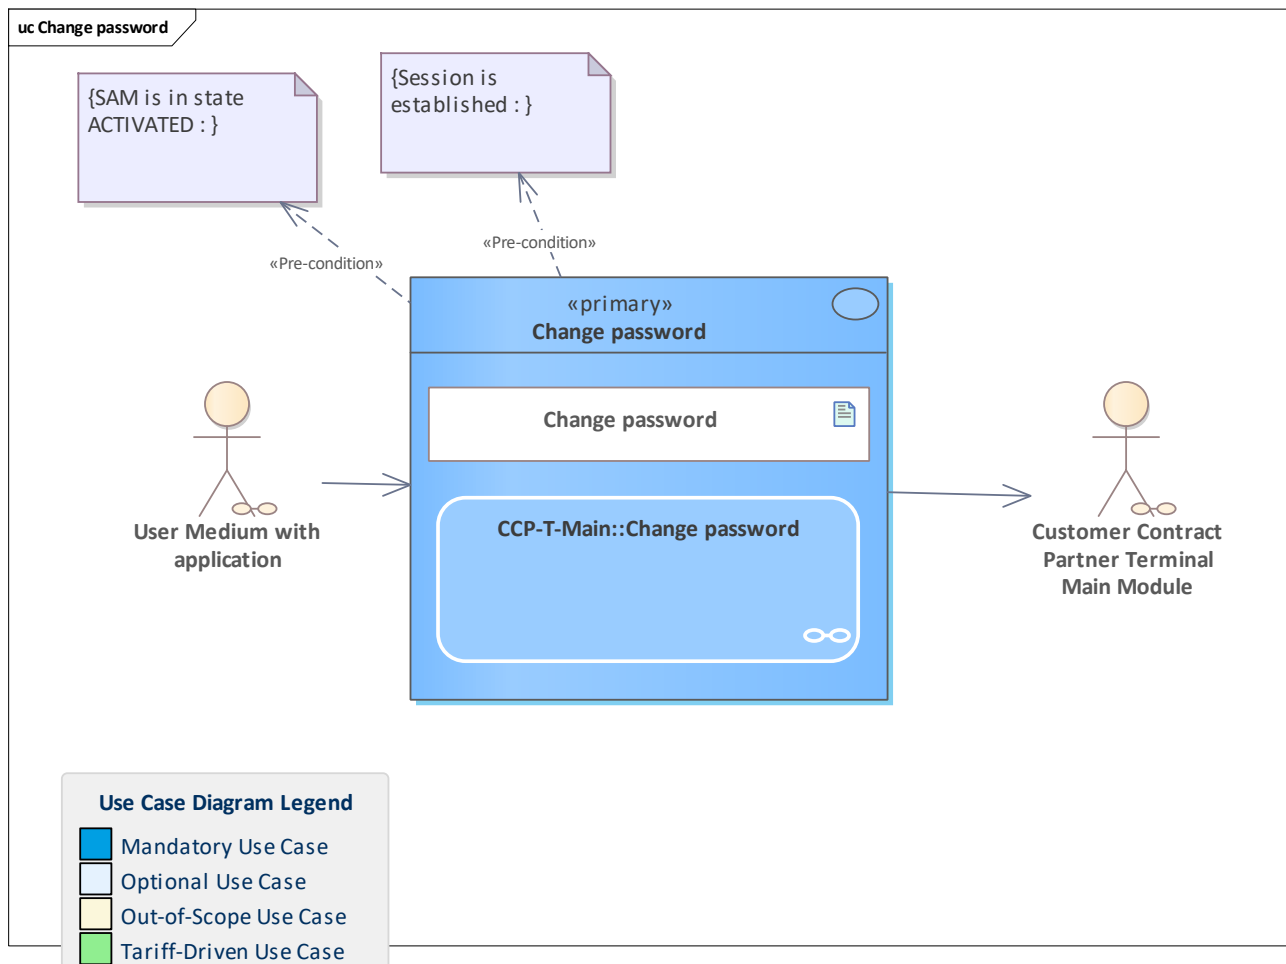 uc Change password
{SAM is in state
ACTIVATED : }
{Session is
established : }
«Pre-condition»
«Pre-condition»
«primary»
Change password
Change password
CCP-T-Main::Change password
User Medium with
application
Customer Contract
Partner Terminal
Main Module
Use Case Diagram Legend
Mandatory Use Case
Optional Use Case
Out-of-Scope Use Case
Tariff-Driven Use Case